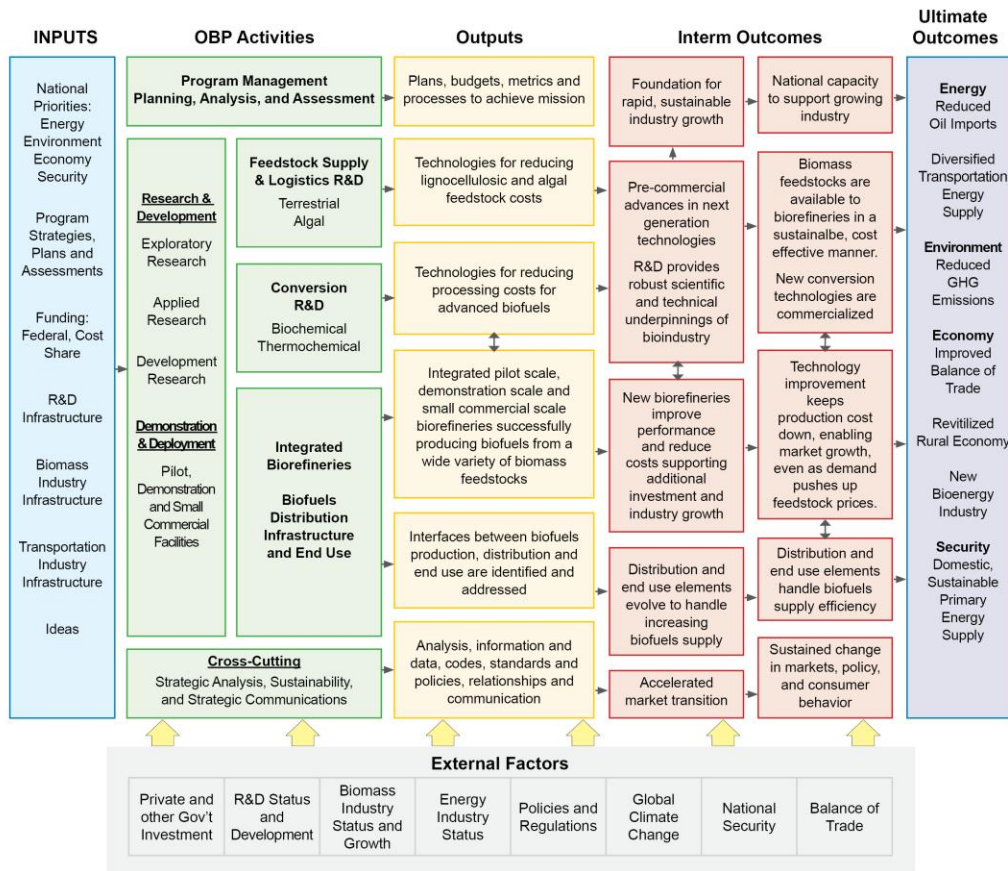 INPUTS
National
Priorities:
Energy
Environment
Economy
Security
Program
Strategies,
Plans and
Assessments
Funding:
Federal, Cost
Share
R&D
Infrastructure
Biomass
Industry
Infrastructure
Transportation
Industry
Infrastructure
Ideas
OBP Activities
Program Management
Planning, Analysis, and Assessment
Research &
Development
Exploratory
Research
Applied
Research
Development
Research
Demonstration
& Deployment
Pilot,
Demonstration
and Small
Commercial
Facilities
Feedstock Supply
& Logistics R&D
Terrestrial
Algal
Conversion
R&D
Biochemical
Thermochemical
Integrated
Biorefineries
Biofuels
Distribution
Infrastructure
and End Use
Cross-Cutting
Strategic Analysis, Sustainability,
and Strategic Communications
Outputs
Plans, budgets, metrics and
processes to achieve mission
Technologies for reducing
lignocellulosic and algal
feedstock costs
Technologies for reducing
processing costs for
advanced biofuels
Integrated pilot scale,
demonstration scale and
small commercial scale
biorefineries successfully
producing biofuels from a
wide variety of biomass
feedstocks
Interfaces between biofuels
production, distribution and
end use are identified and
addressed
Analysis, information and
data, codes, standards and
policies, relationships and
communication
Interm Outcomes
Foundation for
rapid, sustainable
industry growth
Pre-commercial
advances in next
generation
technologies
R&D provides
robust scientific
and technical
underpinnings of
bioindustry
New biorefineries
improve
performance
and reduce
costs supporting
additional
investment and
industry growth
Distribution and
end use elements
evolve to handle
increasing
biofuels supply
Accelerated
market transition
National capacity
to support growing
industry
Biomass
feedstocks are
available to
biorefineries in a
sustainalbe, cost
effective manner.
New conversion
technologies are
commercialized
Technology
improvement
keeps
production cost
down, enabling
market growth,
even as demand
pushes up
feedstock prices.
Distribution and
end use elements
handle biofuels
supply efficiency
Sustained change
in markets, policy,
and consumer
behavior
Ultimate
Outcomes
Energy
Reduced
Oil Imports
Diversified
Transportation
Energy
Supply
Environment
Reduced
GHG
Emissions
Economy
Improved
Balance of
Trade
Revitilized
Rural Economy
New
Bioenergy
Industry
Security
Domestic,
Sustainable
Primary
Energy
Supply
External Factors
Private and
other Gov't
Investment
R&D Status
and
Development
Biomass
Industry
Status and
Growth
Energy
Industry
Status
Policies and
Regulations
Global
Climate
Change
National
Security
Balance of
Trade